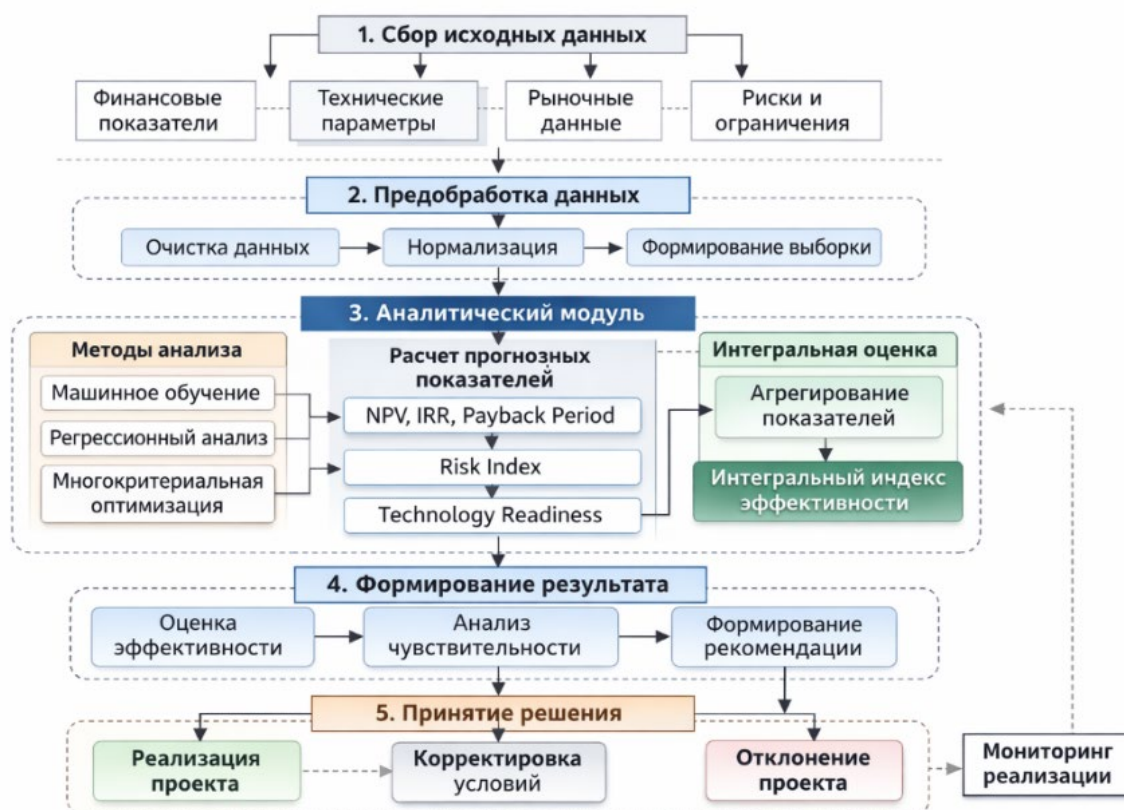 1. Сбор исходных данных
Финансовые
показатели
Технические
параметры
Рыночные
данные
Риски и
ограничения
2. Предобработка данных
Очистка данных
Нормализация
Формирование выборки
3. Аналитический модуль
Методы анализа
Машинное обучение
Регрессионный анализ
Многокритериальная
оптимизация
Расчет прогнозных
показателей
NPV, IRR, Payback Period
Risk Index
Technology Readiness
Интегральная оценка
Агрегирование
показателей
Интегральный индекс
эффективности
4. Формирование результата
Оценка
эффективности
Анализ
чувствительности
Формирование
рекомендации
5. Принятие решения
Реализация
проекта
Корректировка
условий
Отклонение
проекта
Мониторинг
реализации